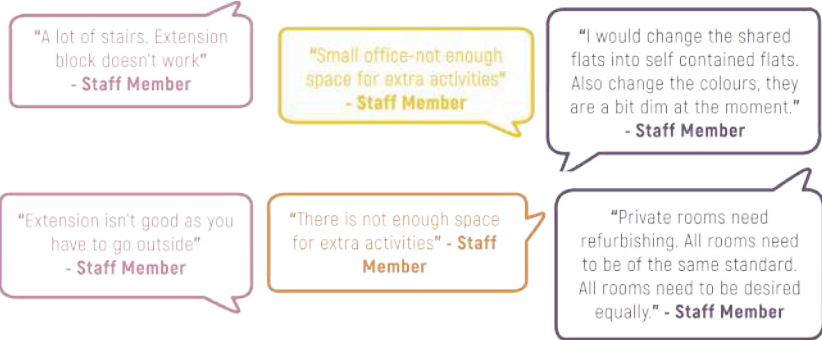 "A lot of stairs. Extension
block doesn't work"
- Staff Member
"Small office-not enough
space for extra activities"
- Staff Member
"I would change the shared
flats into self contained flats.
Also change the colours, they
are a bit dim at the moment."
- Staff Member
"Extension isn't good as you
have to go outside"
- Staff Member
"There is not enough space
for extra activities" - Staff
Member
"Private rooms need
refurbishing. All rooms need
to be of the same standard.
All rooms need to be desired
equally." - Staff Member